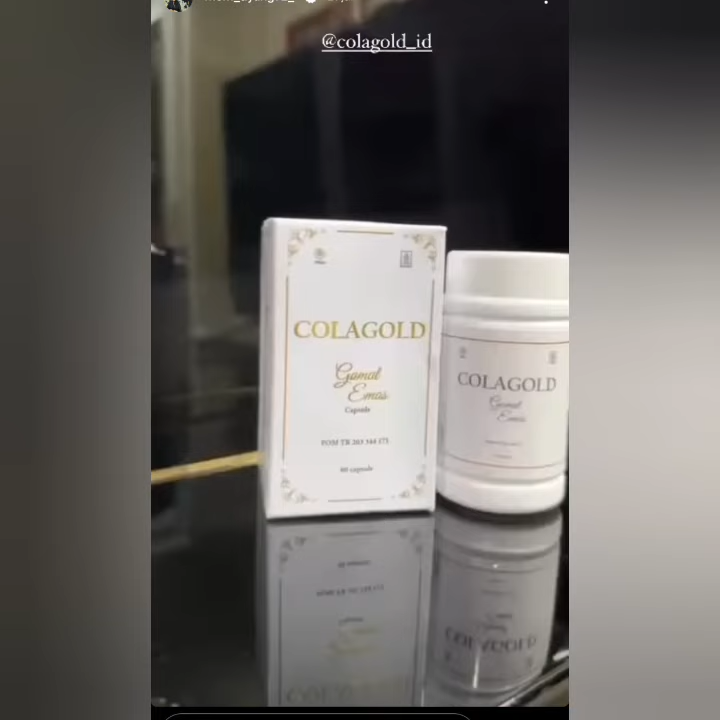 @colagold_id
COLAGOLD
Gamat
Emas
Capsule
POM TR 203 344 171
60 capsule
COLAGOLD
Gamat
Emas